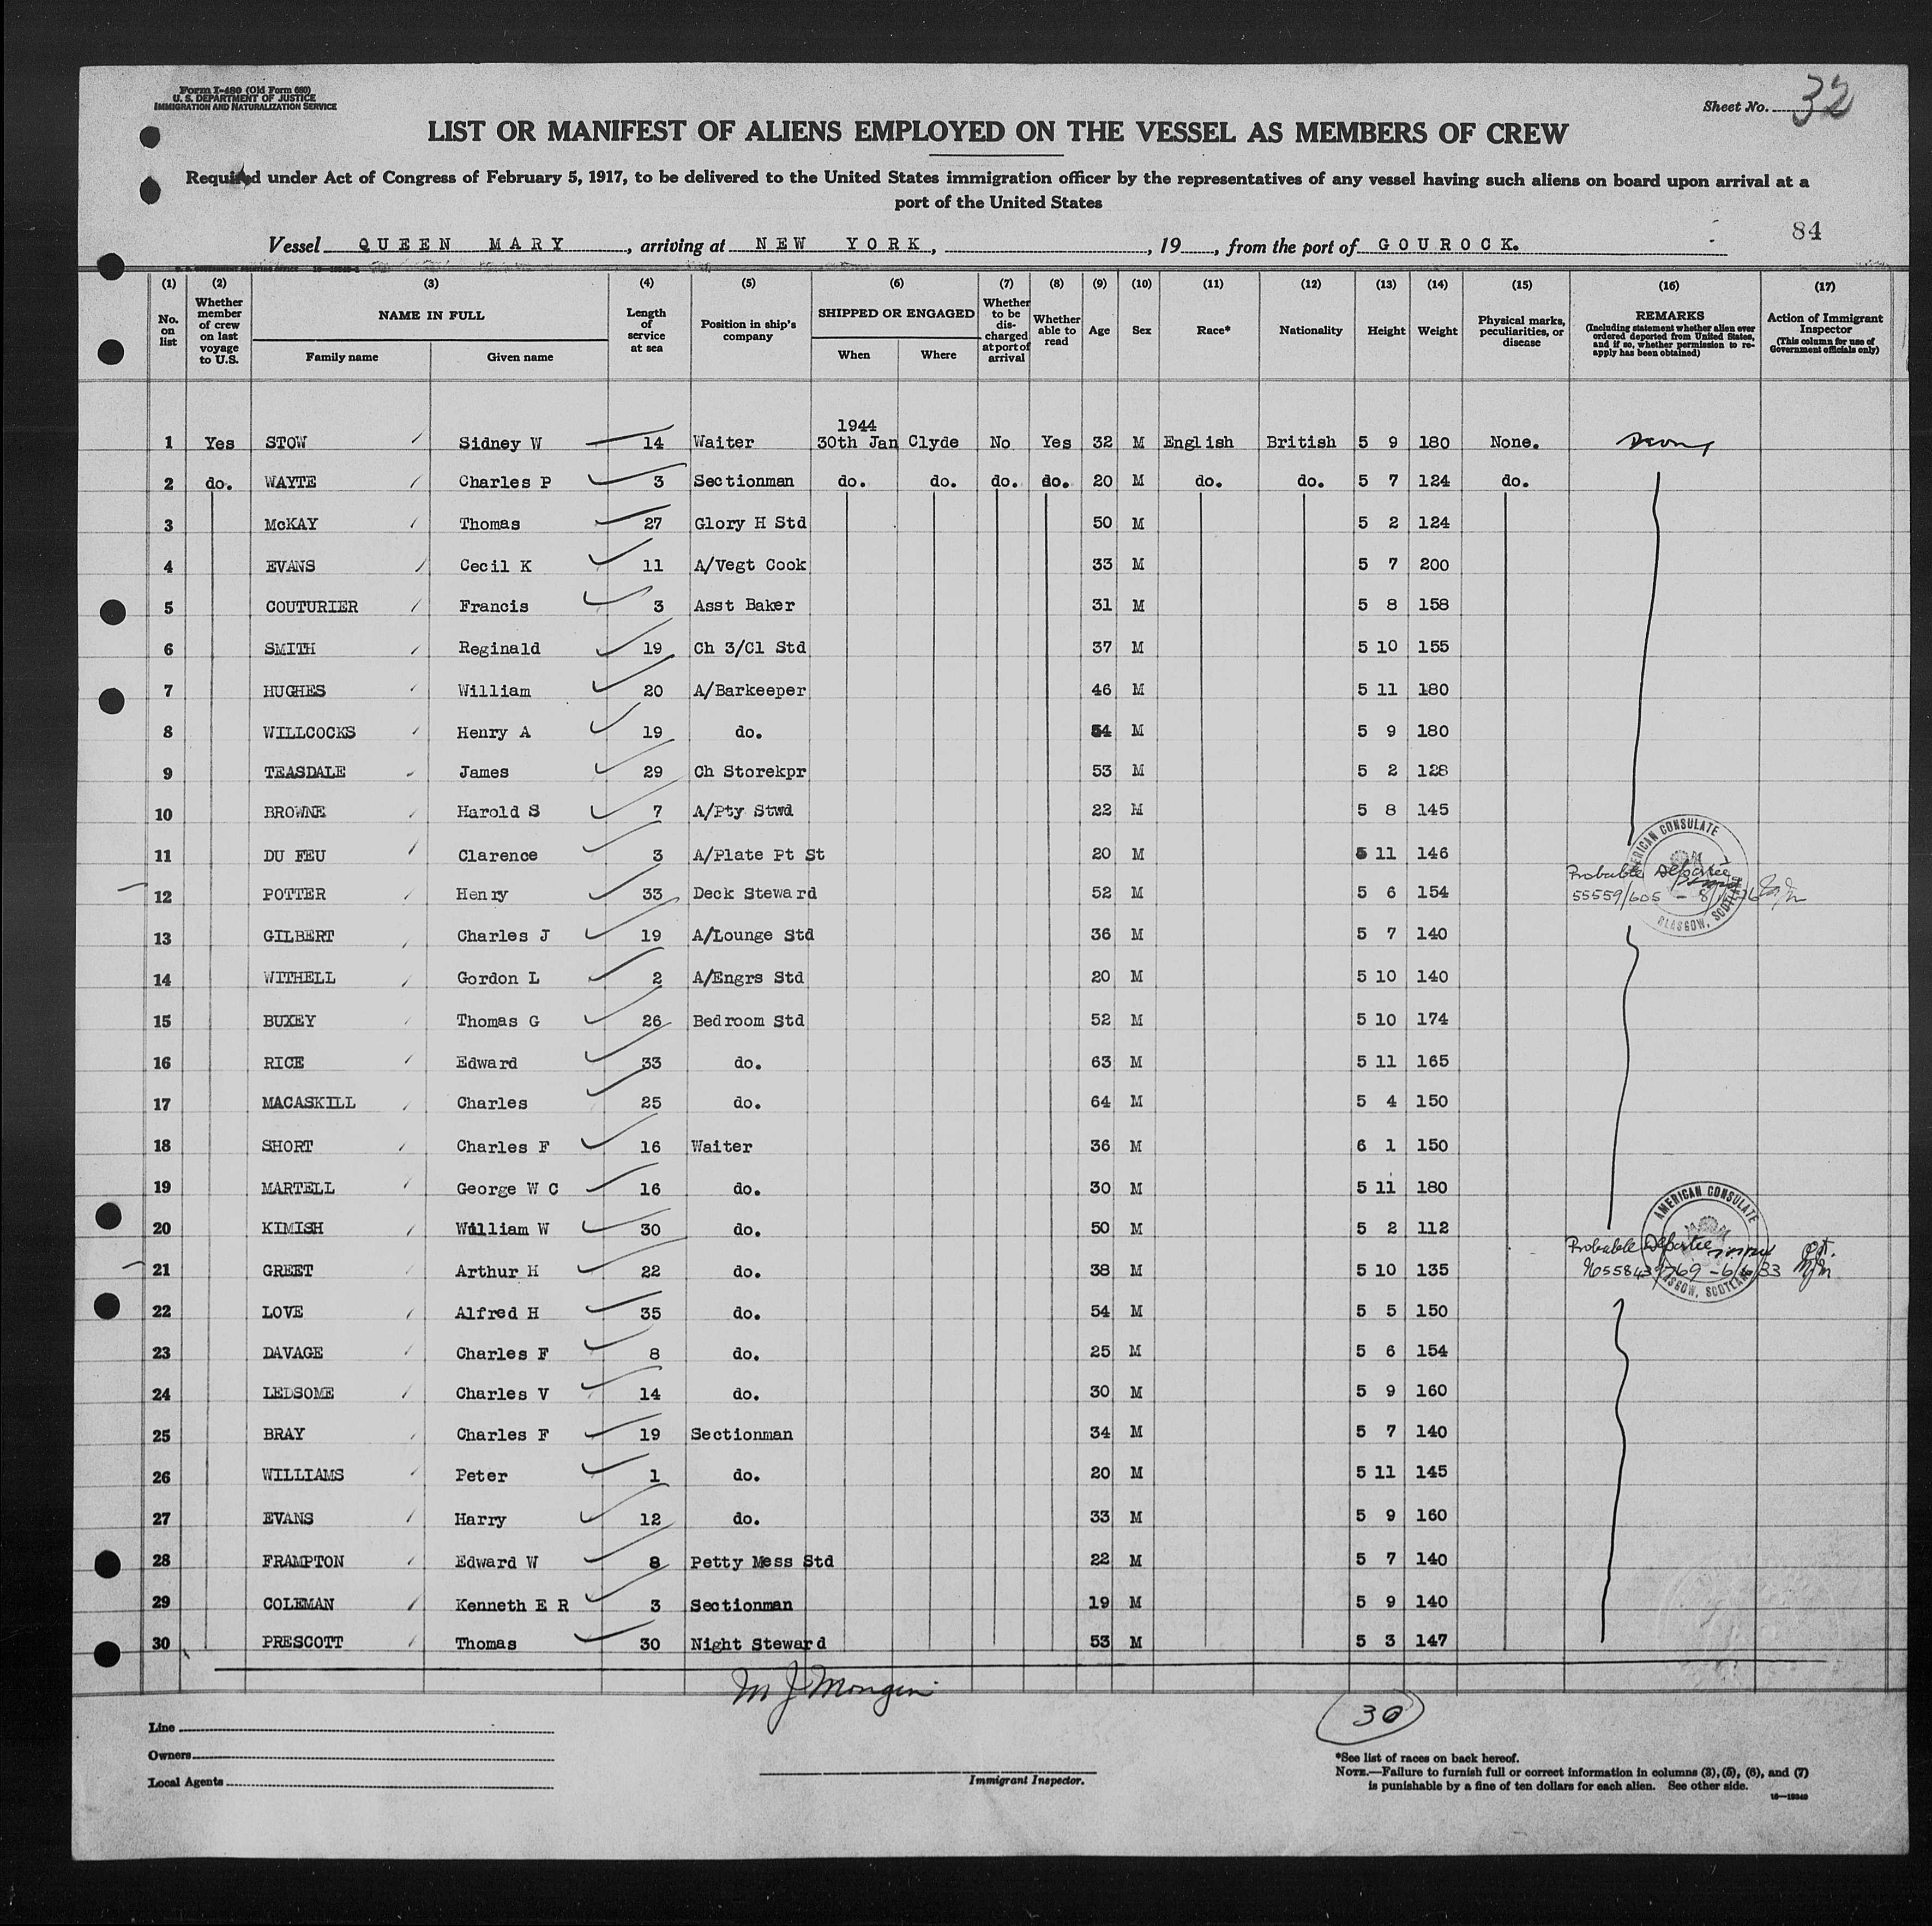 Form I-480 (Old Form 680)
U. S. DEPARTMENT OF JUSTICE
IMMIGRATION AND NATURALIZATION SERVICE
Sheet No. 32
LIST OR MANIFEST OF ALIENS EMPLOYED ON THE VESSEL AS MEMBERS OF CREW
Required under Act of Congress of February 5, 1917, to be delivered to the United States immigration officer by the representatives of any vessel having such aliens on board upon arrival at a
port of the United States
84
Vessel QUEEN MARY, arriving at NEW YORK, , 19 , from the port of GOUROCK.
(1) (2) (3) (4) (5) (6) (7) (8) (9) (10) (11) (12) (13) (14) (15) (16) (17)
No. on list
Whether member of crew on last voyage to U.S.
NAME IN FULL
Family name Given name
Length of service at sea
Position in ship's company
SHIPPED OR ENGAGED
When Where
Whether to be discharged at port of arrival
Whether able to read
Age Sex Race* Nationality Height Weight
Physical marks, peculiarities, or disease
REMARKS
(Including statement whether alien ever ordered deported from United States, and if so, whether permission to re-apply has been obtained)
Action of Immigrant Inspector
(This column for use of Government officials only)
1944
1 Yes STOW Sidney W 14 Waiter 30th Jan Clyde No Yes 32 M English British 5 9 180 None.
2 do. WAYTE Charles P 3 Sectionman do. do. do. do. 20 M do. do. 5 7 124 do.
3 McKAY Thomas 27 Glory H Std 50 M 5 2 124
4 EVANS Cecil K 11 A/Vegt Cook 33 M 5 7 200
5 COUTURIER Francis 3 Asst Baker 31 M 5 8 158
6 SMITH Reginald 19 Ch 3/Cl Std 37 M 5 10 155
7 HUGHES William 20 A/Barkeeper 46 M 5 11 180
8 WILLCOCKS Henry A 19 do. 54 M 5 9 180
9 TEASDALE James 29 Ch Storekpr 53 M 5 2 128
10 BROWNE Harold S 7 A/Pty Stwd 22 M 5 8 145
11 DU FEU Clarence 3 A/Plate Pt St 20 M 5 11 146
12 POTTER Henry 33 Deck Steward 52 M 5 6 154 Probable Deportee
55559/605
AMERICAN CONSULATE GLASGOW, SCOTLAND
13 GILBERT Charles J 19 A/Lounge Std 36 M 5 7 140
14 WITHELL Gordon L 2 A/Engrs Std 20 M 5 10 140
15 BUXEY Thomas G 26 Bedroom Std 52 M 5 10 174
16 RICE Edward 33 do. 63 M 5 11 165
17 MACASKILL Charles 25 do. 64 M 5 4 150
18 SHORT Charles F 16 Waiter 36 M 6 1 150
19 MARTELL George W C 16 do. 30 M 5 11 180
20 KIMISH William W 30 do. 50 M 5 2 112
AMERICAN CONSULATE GLASGOW, SCOTLAND
Probable Deportee
21 GREET Arthur H 22 do. 38 M 5 10 135
22 LOVE Alfred H 35 do. 54 M 5 5 150
23 DAVAGE Charles F 8 do. 25 M 5 6 154
24 LEDSOME Charles V 14 do. 30 M 5 9 160
25 BRAY Charles F 19 Sectionman 34 M 5 7 140
26 WILLIAMS Peter 1 do. 20 M 5 11 145
27 EVANS Harry 12 do. 33 M 5 9 160
28 FRAMPTON Edward W 8 Petty Mess Std 22 M 5 7 140
29 COLEMAN Kenneth E R 3 Sectionman 19 M 5 9 140
30 PRESCOTT Thomas 30 Night Steward 53 M 5 3 147
M J Mongin
30
Line
Owners
Local Agents
Immigrant Inspector.
*See list of races on back hereof.
NOTE.—Failure to furnish full or correct information in columns (3), (5), (6), and (7)
is punishable by a fine of ten dollars for each alien. See other side.